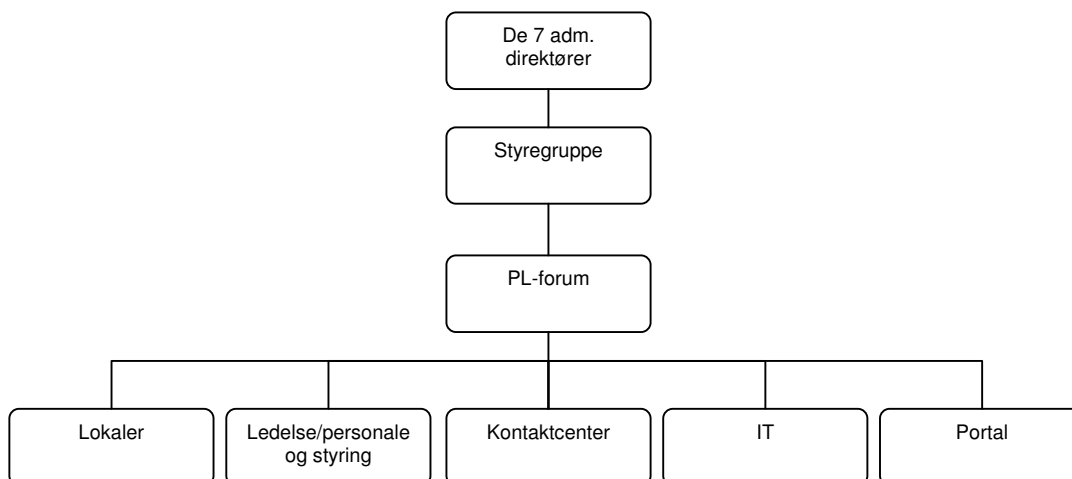 De 7 adm.
direktører
Styregruppe
PL-forum
Lokaler
Ledelse/personale
og styring
Kontaktcenter
IT
Portal